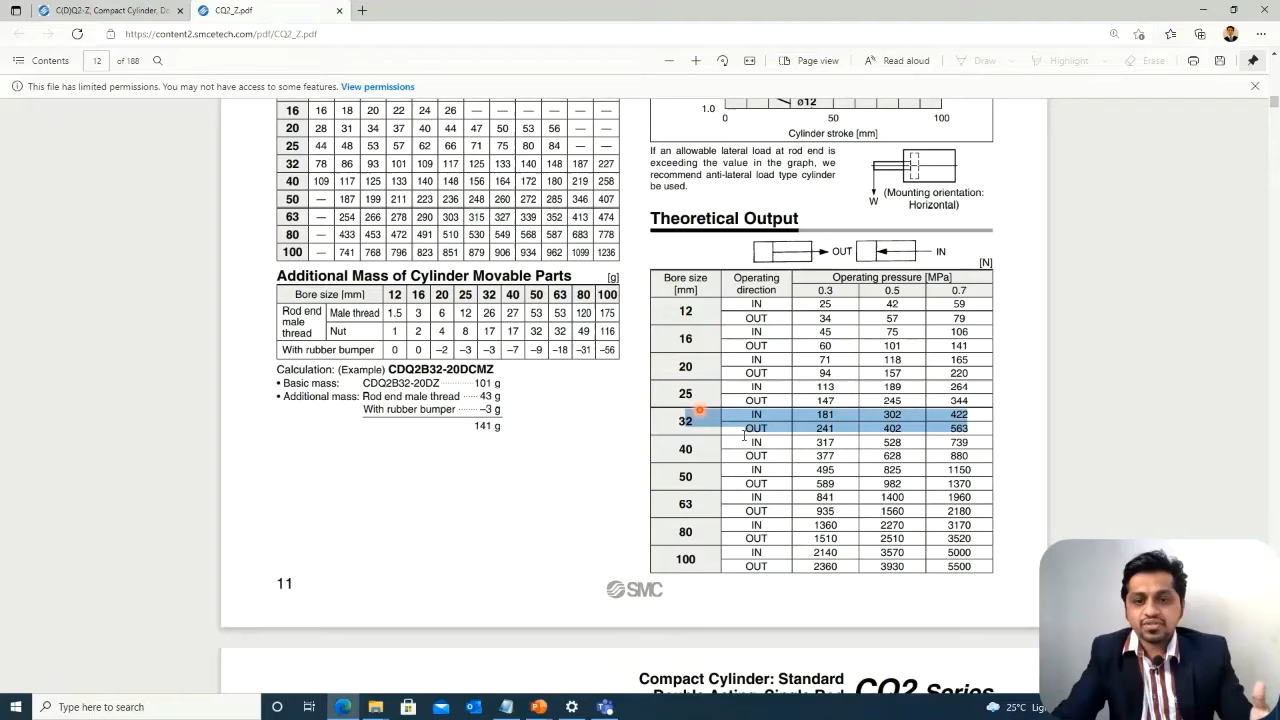 C(D)Q2-Z, Compact Cylinder, Do
CQ2_Z.pdf
https://content2.smcetech.com/pdf/CQ2_Z.pdf
Contents 12 of 188 Page view Read aloud Draw Highlight Erase
This file has limited permissions. You may not have access to some features. View permissions
16 16 18 20 22 24 26 — — — — — —
20 28 31 34 37 40 44 47 50 53 56 — —
25 44 48 53 57 62 66 71 75 80 84 — —
32 78 86 93 101 109 117 125 133 140 148 187 227
40 109 117 125 133 140 148 156 164 172 180 219 258
50 — 187 199 211 223 236 248 260 272 285 346 407
63 — 254 266 278 290 303 315 327 339 352 413 474
80 — 433 453 472 491 510 530 549 568 587 683 778
100 — 741 768 796 823 851 879 906 934 962 1099 1236
Additional Mass of Cylinder Movable Parts [g]
Bore size [mm] 12 16 20 25 32 40 50 63 80 100
Rod end male thread
Male thread 1.5 3 6 12 26 27 53 53 120 175
Nut 1 2 4 8 17 17 32 32 49 116
With rubber bumper 0 0 –2 –3 –3 –7 –9 –18 –31 –56
Calculation: (Example) CDQ2B32-20DCMZ
• Basic mass: CDQ2B32-20DZ 101 g
• Additional mass: Rod end male thread 43 g
With rubber bumper –3 g
141 g
11
1.0
ø12
0 50 100
Cylinder stroke [mm]
If an allowable lateral load at rod end is
exceeding the value in the graph, we
recommend anti-lateral load type cylinder
be used.
W
(Mounting orientation:
Horizontal)
Theoretical Output
OUT IN
[N]
Bore size [mm] Operating direction Operating pressure [MPa]
0.3 0.5 0.7
12 IN 25 42 59
OUT 34 57 79
16 IN 45 75 106
OUT 60 101 141
20 IN 71 118 165
OUT 94 157 220
25 IN 113 189 264
OUT 147 245 344
32 IN 181 302 422
OUT 241 402 563
40 IN 317 528 739
OUT 377 628 880
50 IN 495 825 1150
OUT 589 982 1370
63 IN 841 1400 1960
OUT 935 1560 2180
80 IN 1360 2270 3170
OUT 1510 2510 3520
100 IN 2140 3570 5000
OUT 2360 3930 5500
SMC
Compact Cylinder: Standard
Double Acting, Single Rod
CQ2 Series
Type here to search
25°C